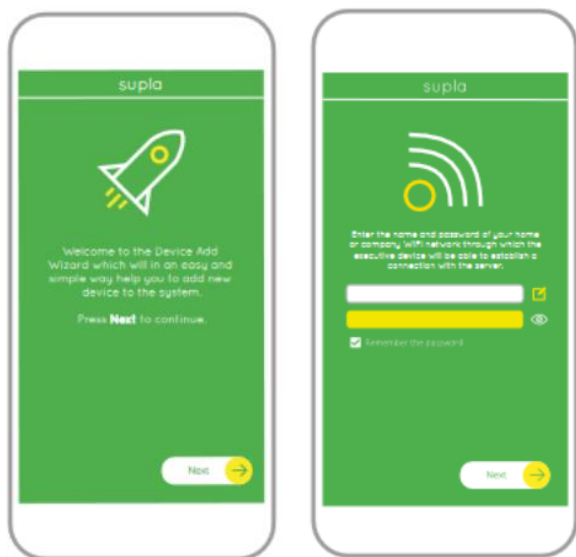 supla
Welcome to the Device Add
Wizard which will in an easy and
simple way help you to add new
device to the system.
Press Next to continue.
Next
supla
Enter the name and password of your home
or company WiFi network through which the
executive device will be able to establish a
connection with the server.
Remember the password
Next